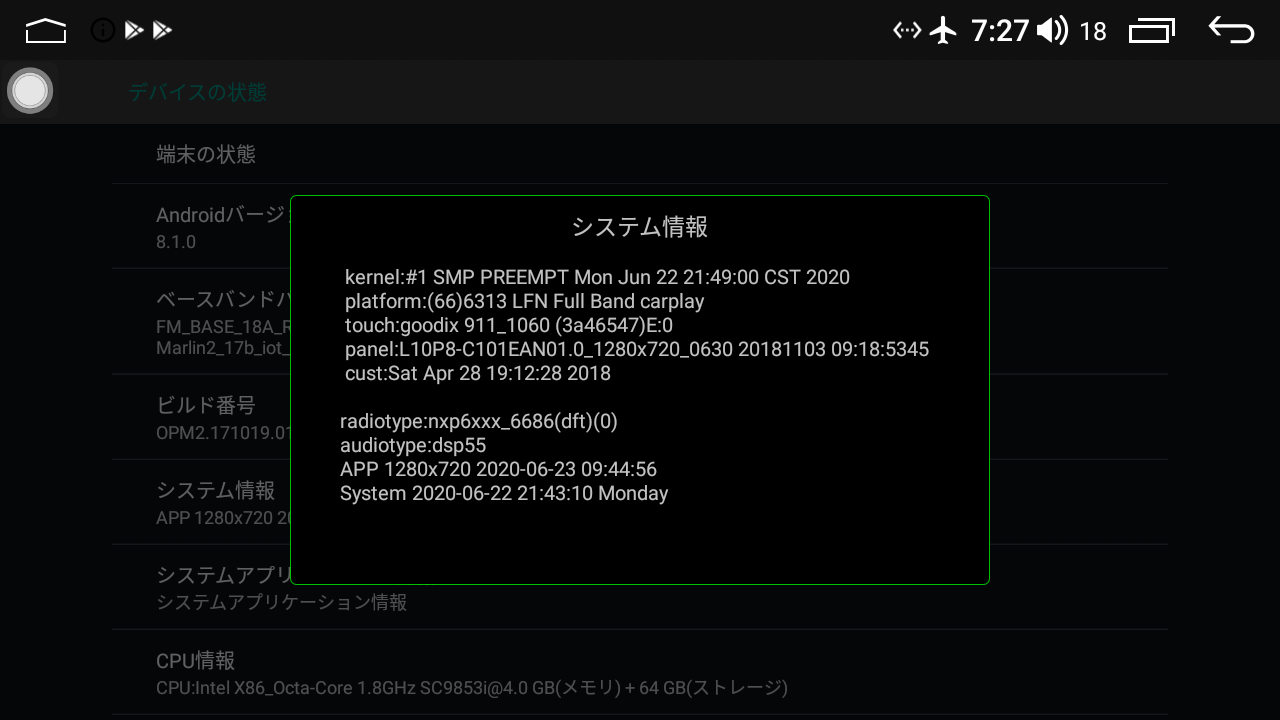 7:27 18
デバイスの状態
端末の状態
Androidバージ
8.1.0
ベースバンドバ
FM_BASE_18A_R
Marlin2_17b_iot_
ビルド番号
OPM2.171019.01
システム情報
APP 1280x720 20
システムアプリ
システムアプリケーション情報
CPU情報
CPU:Intel X86_Octa-Core 1.8GHz SC9853i@4.0 GB(メモリ) + 64 GB(ストレージ)
システム情報
kernel:#1 SMP PREEMPT Mon Jun 22 21:49:00 CST 2020
platform:(66)6313 LFN Full Band carplay
touch:goodix 911_1060 (3a46547)E:0
panel:L10P8-C101EAN01.0_1280x720_0630 20181103 09:18:5345
cust:Sat Apr 28 19:12:28 2018
radiotype:nxp6xxx_6686(dft)(0)
audiotype:dsp55
APP 1280x720 2020-06-23 09:44:56
System 2020-06-22 21:43:10 Monday